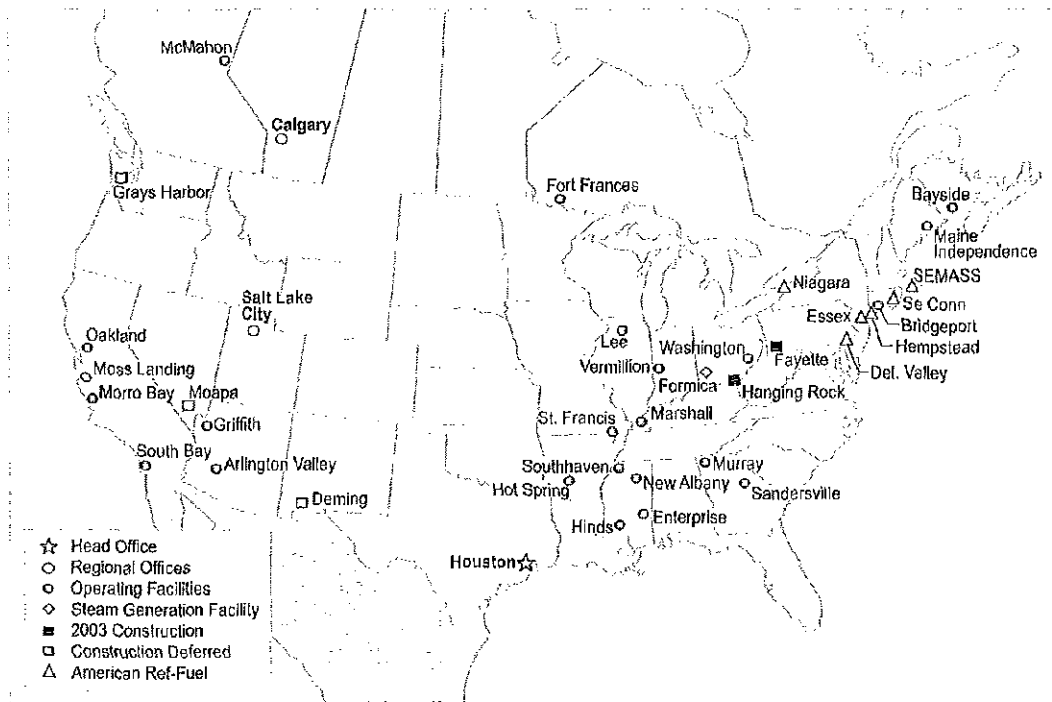 McMahon
Calgary
Grays Harbor
Fort Frances
Bayside
Maine
Independence
Niagara
SEMASS
Salt Lake
City
Se Conn
Essex
Bridgeport
Oakland
Lee
Washington
Fayette
Hempstead
Moss Landing
Vermillion
Formica
Del. Valley
Morro Bay
Moapa
Hanging Rock
Griffith
St. Francis
Marshall
South Bay
Arlington Valley
Southhaven
Murray
Hot Spring
New Albany
Sandersville
Deming
Hinds
Enterprise
Houston
Head Office
Regional Offices
Operating Facilities
Steam Generation Facility
2003 Construction
Construction Deferred
American Ref-Fuel